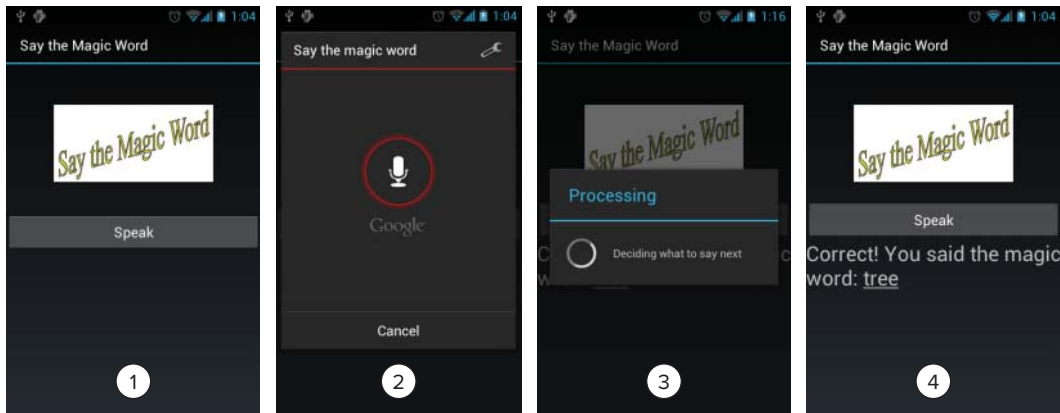 1:04
Say the Magic Word
Say the Magic Word
Speak
1
1:04
Say the magic word
Google
Cancel
2
1:16
Say the Magic Word
Say the Magic Word
Processing
Deciding what to say next
3
1:04
Say the Magic Word
Say the Magic Word
Speak
Correct! You said the magic
word: tree
4